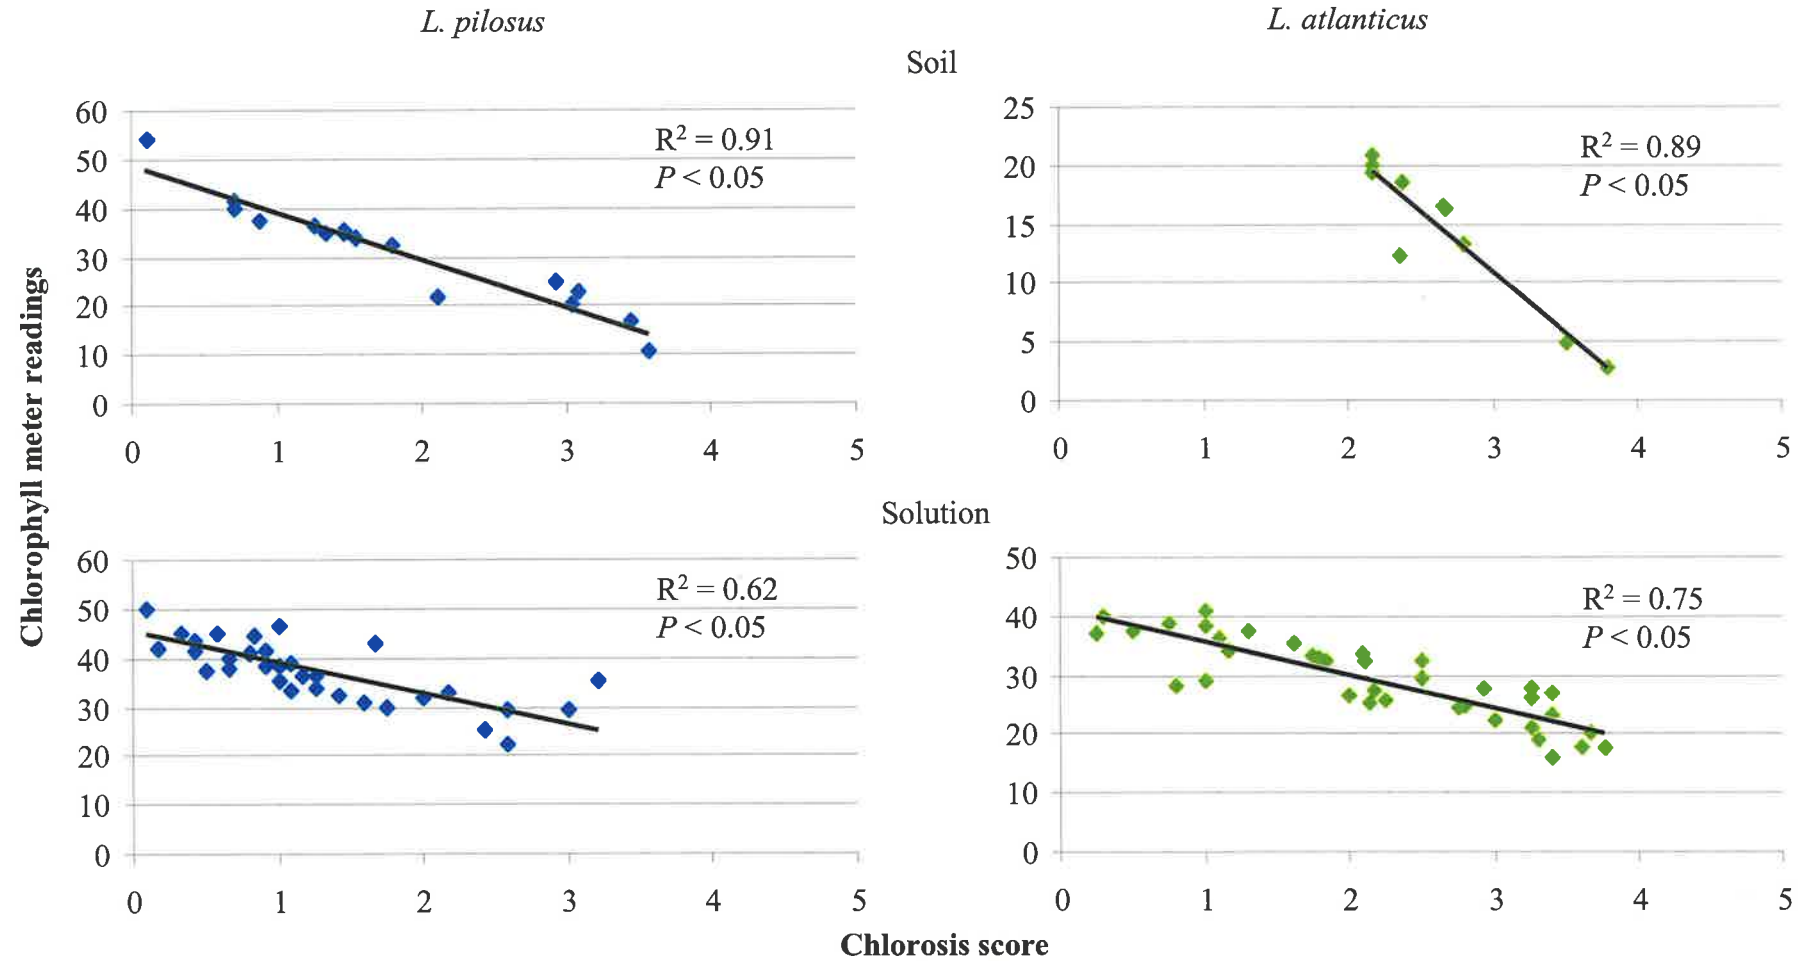 L. pilosus
L. atlanticus
Soil
Chlorophyll meter readings
60
50
40
30
20
10
0
0 1 2 3 4 5
R² = 0.91
P < 0.05
25
20
15
10
5
0
0 1 2 3 4 5
R² = 0.89
P < 0.05
Solution
60
50
40
30
20
10
0
0 1 2 3 4 5
R² = 0.62
P < 0.05
50
40
30
20
10
0
0 1 2 3 4 5
R² = 0.75
P < 0.05
Chlorosis score